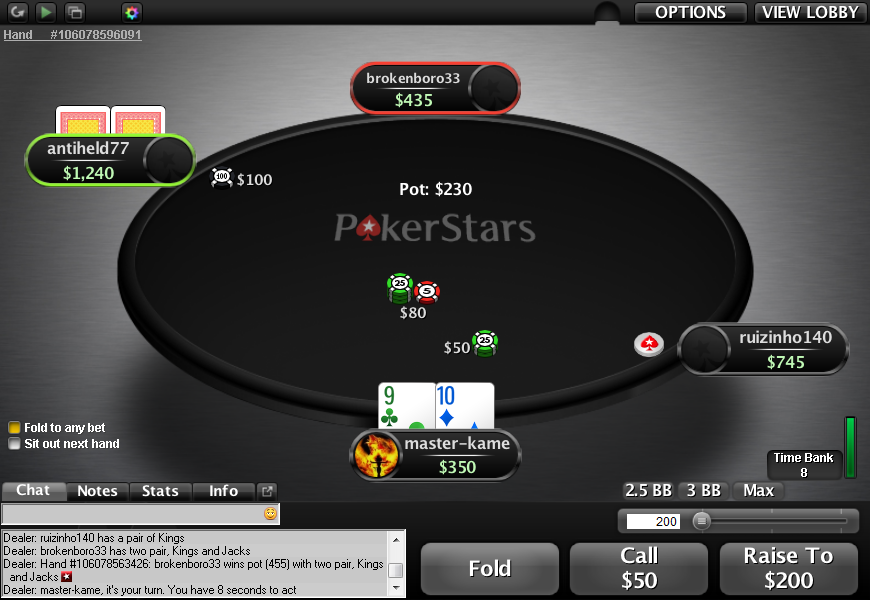 OPTIONS
VIEW LOBBY
Hand #106078596091
brokenboro33
$435
antiheld77
$1,240
100
$100
Pot: $230
PokerStars
25
5
$80
$50
25
ruizinho140
$745
9
10
Fold to any bet
Sit out next hand
master-kame
$350
Time Bank
8
Chat
Notes
Stats
Info
2.5 BB
3 BB
Max
200
Dealer: ruizinho140 has a pair of Kings
Dealer: brokenboro33 has two pair, Kings and Jacks
Dealer: Hand #106078563426: brokenboro33 wins pot (455) with two pair, Kings
and Jacks
Dealer: master-kame, it's your turn. You have 8 seconds to act
Fold
Call
$50
Raise To
$200